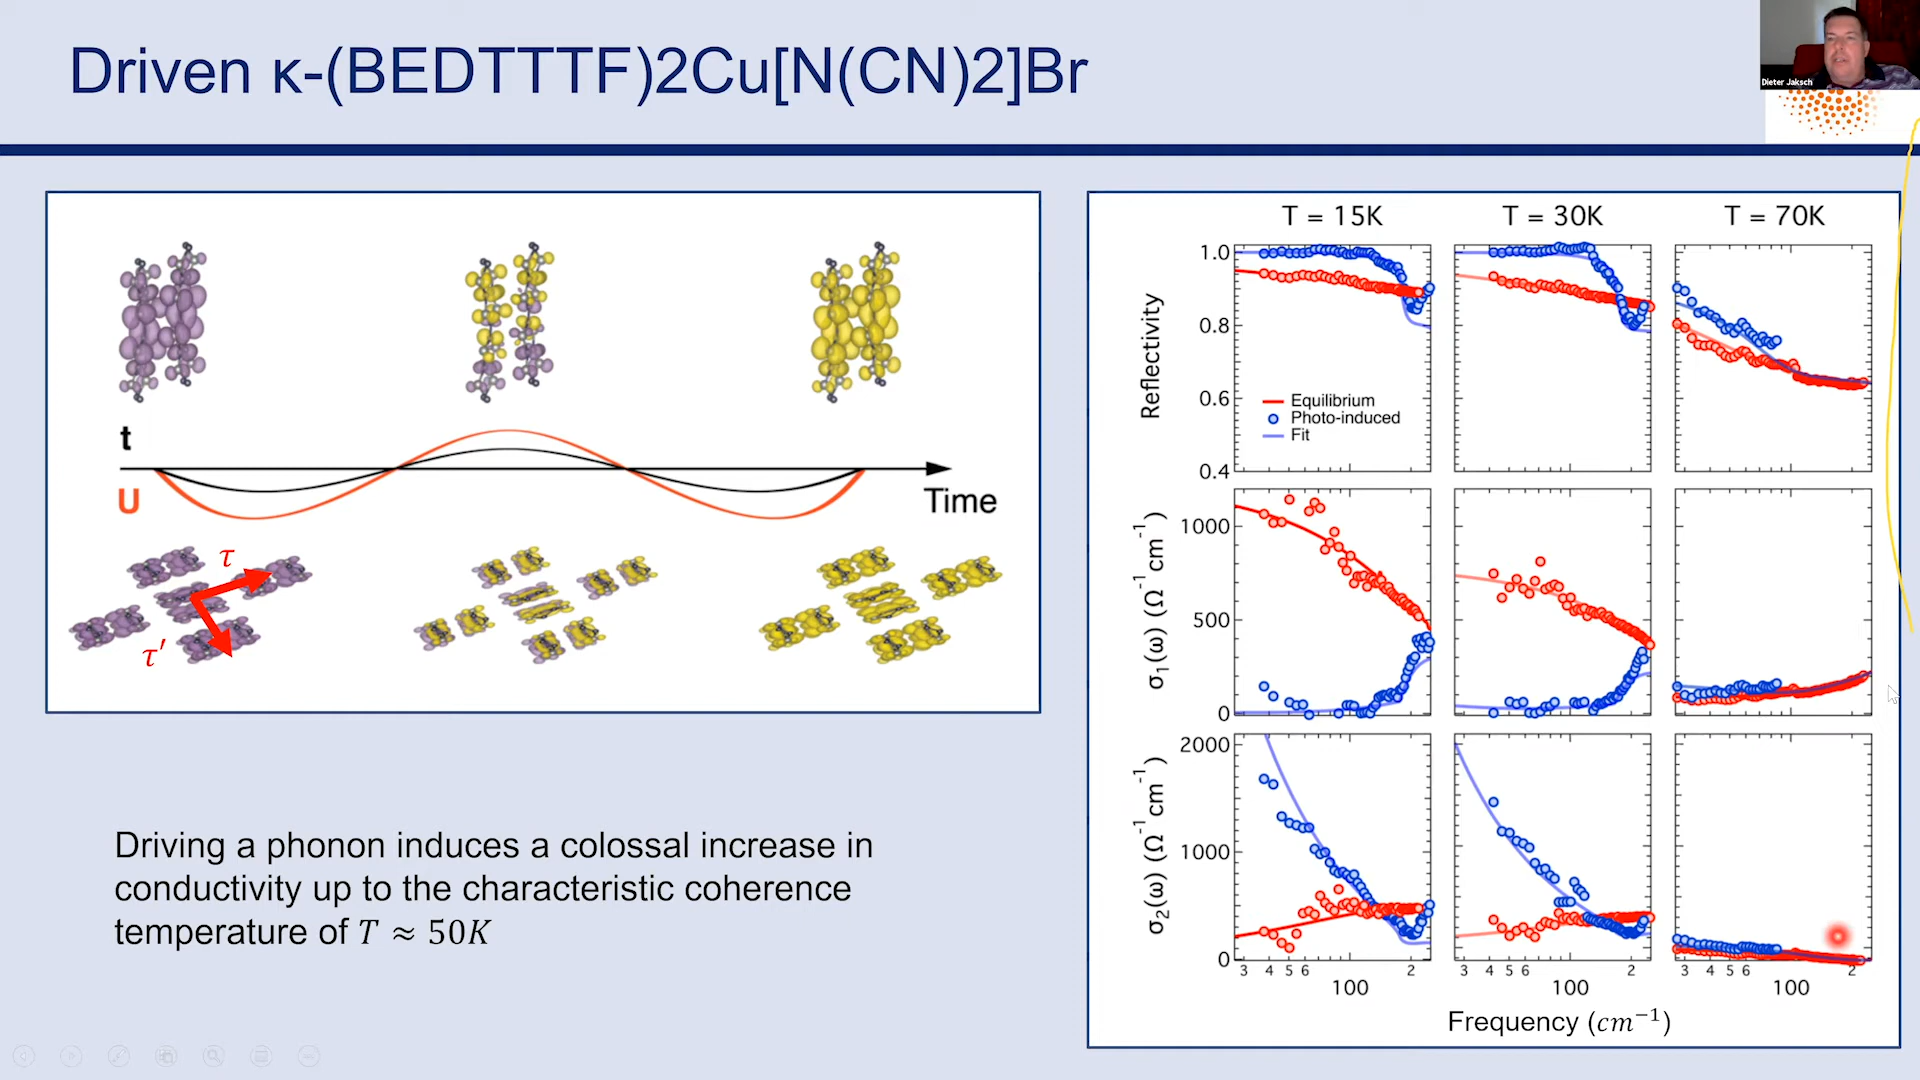 Driven κ-(BEDTTTF)2Cu[N(CN)2]Br
Dieter Jaksch
t
U
Time
τ
τ′
Driving a phonon induces a colossal increase in
conductivity up to the characteristic coherence
temperature of T ≈ 50K
T = 15K T = 30K T = 70K
Reflectivity
1.0
0.8
0.6
0.4
Equilibrium
Photo-induced
Fit
σ₁(ω) (Ω⁻¹ cm⁻¹)
1000
500
0
σ₂(ω) (Ω⁻¹ cm⁻¹)
2000
1000
0
3 4 5 6 2 3 4 5 6 2 3 4 5 6 2
100 100 100
Frequency (cm⁻¹)